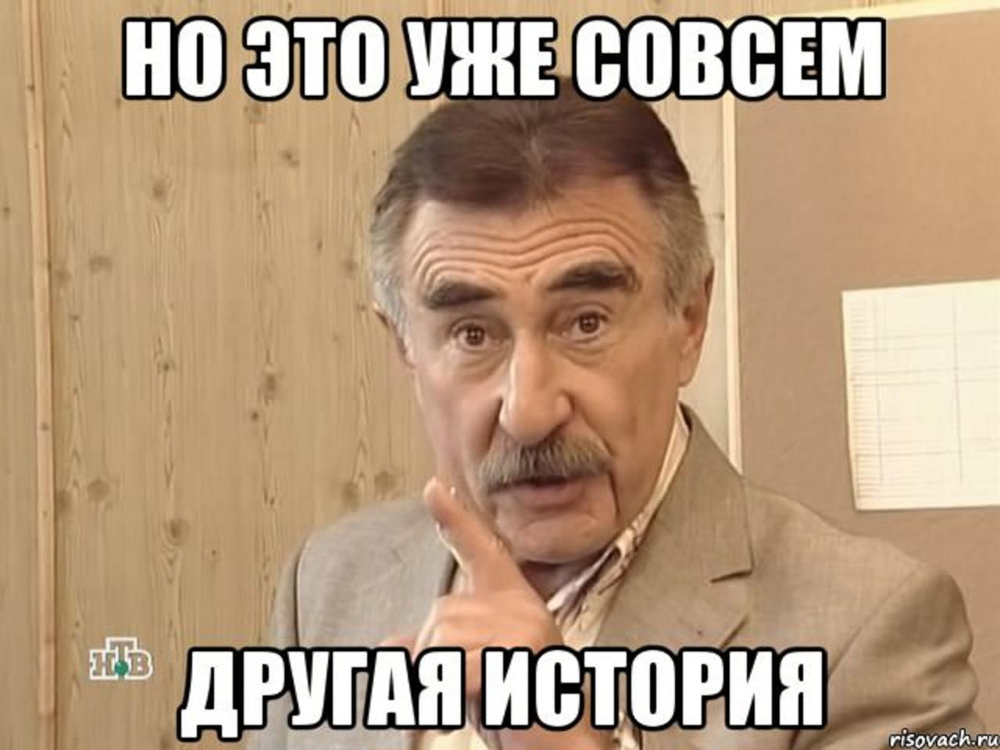 НО ЭТО УЖЕ СОВСЕМ
НТВ
ДРУГАЯ ИСТОРИЯ
risovach.ru